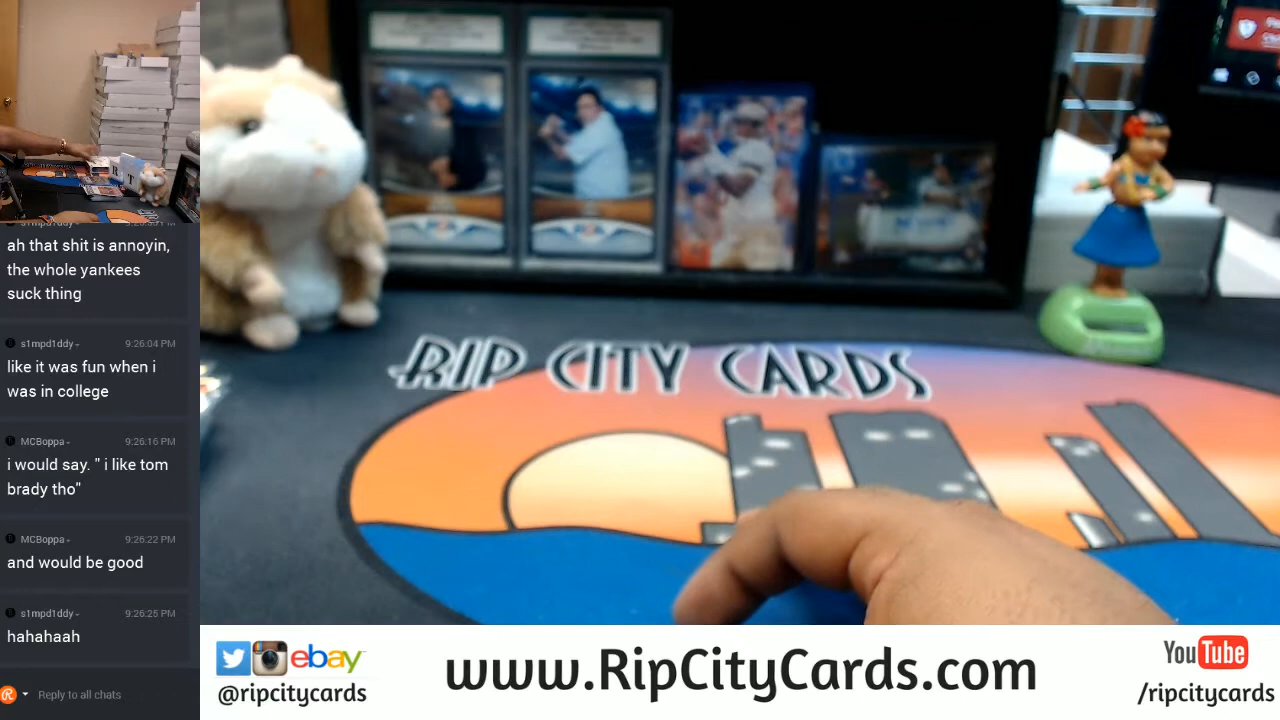 ah that shit is annoyin,
the whole yankees
suck thing
s1mpd1ddy
9:26:04 PM
like it was fun when i
was in college
MCBoppa
9:26:16 PM
i would say. " i like tom
brady tho"
MCBoppa
9:26:22 PM
and would be good
s1mpd1ddy
9:26:25 PM
hahahaah
Reply to all chats
RIP CITY CARDS
ebay
@ripcitycards
www.RipCityCards.com
YouTube
/ripcitycards